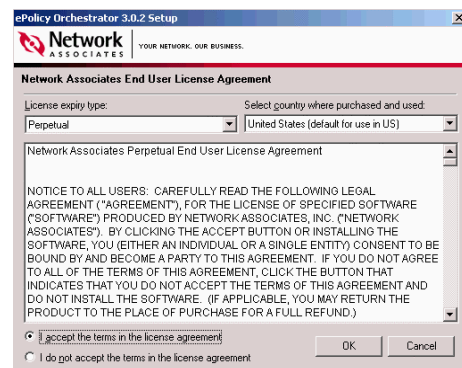 ePolicy Orchestrator 3.0.2 Setup
Network
ASSOCIATES
YOUR NETWORK. OUR BUSINESS.
Network Associates End User License Agreement
License expiry type:
Select country where purchased and used:
Perpetual
United States (default for use in US)
Network Associates Perpetual End User License Agreement
NOTICE TO ALL USERS: CAREFULLY READ THE FOLLOWING LEGAL
AGREEMENT ("AGREEMENT"), FOR THE LICENSE OF SPECIFIED SOFTWARE
("SOFTWARE") PRODUCED BY NETWORK ASSOCIATES, INC. ("NETWORK
ASSOCIATES"). BY CLICKING THE ACCEPT BUTTON OR INSTALLING THE
SOFTWARE, YOU (EITHER AN INDIVIDUAL OR A SINGLE ENTITY) CONSENT TO BE
BOUND BY AND BECOME A PARTY TO THIS AGREEMENT. IF YOU DO NOT AGREE
TO ALL OF THE TERMS OF THIS AGREEMENT, CLICK THE BUTTON THAT
INDICATES THAT YOU DO NOT ACCEPT THE TERMS OF THIS AGREEMENT AND
DO NOT INSTALL THE SOFTWARE. (IF APPLICABLE, YOU MAY RETURN THE
PRODUCT TO THE PLACE OF PURCHASE FOR A FULL REFUND.)
I accept the terms in the license agreement
I do not accept the terms in the license agreement
OK
Cancel